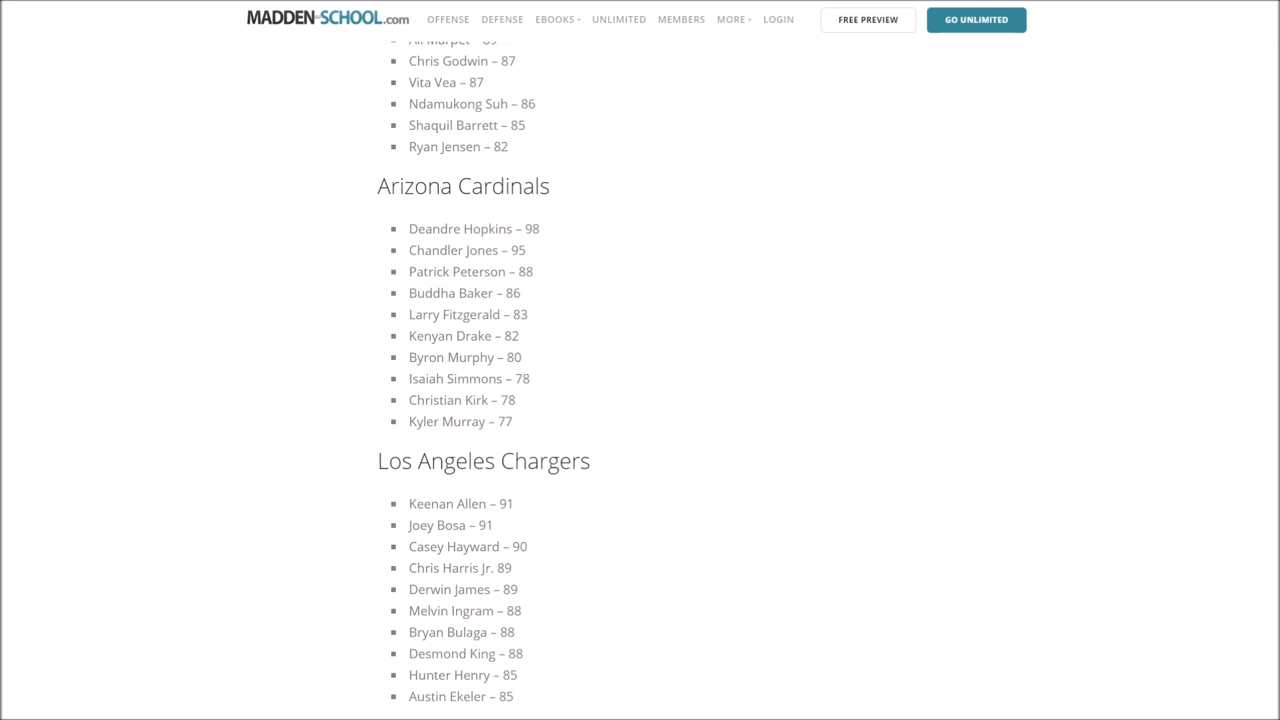 MADDEN-SCHOOL.com OFFENSE DEFENSE EBOOKS UNLIMITED MEMBERS MORE LOGIN FREE PREVIEW GO UNLIMITED
Ali Marpet – 89
Chris Godwin – 87
Vita Vea – 87
Ndamukong Suh – 86
Shaquil Barrett – 85
Ryan Jensen – 82
Arizona Cardinals
Deandre Hopkins – 98
Chandler Jones – 95
Patrick Peterson – 88
Buddha Baker – 86
Larry Fitzgerald – 83
Kenyan Drake – 82
Byron Murphy – 80
Isaiah Simmons – 78
Christian Kirk – 78
Kyler Murray – 77
Los Angeles Chargers
Keenan Allen – 91
Joey Bosa – 91
Casey Hayward – 90
Chris Harris Jr. 89
Derwin James – 89
Melvin Ingram – 88
Bryan Bulaga – 88
Desmond King – 88
Hunter Henry – 85
Austin Ekeler – 85